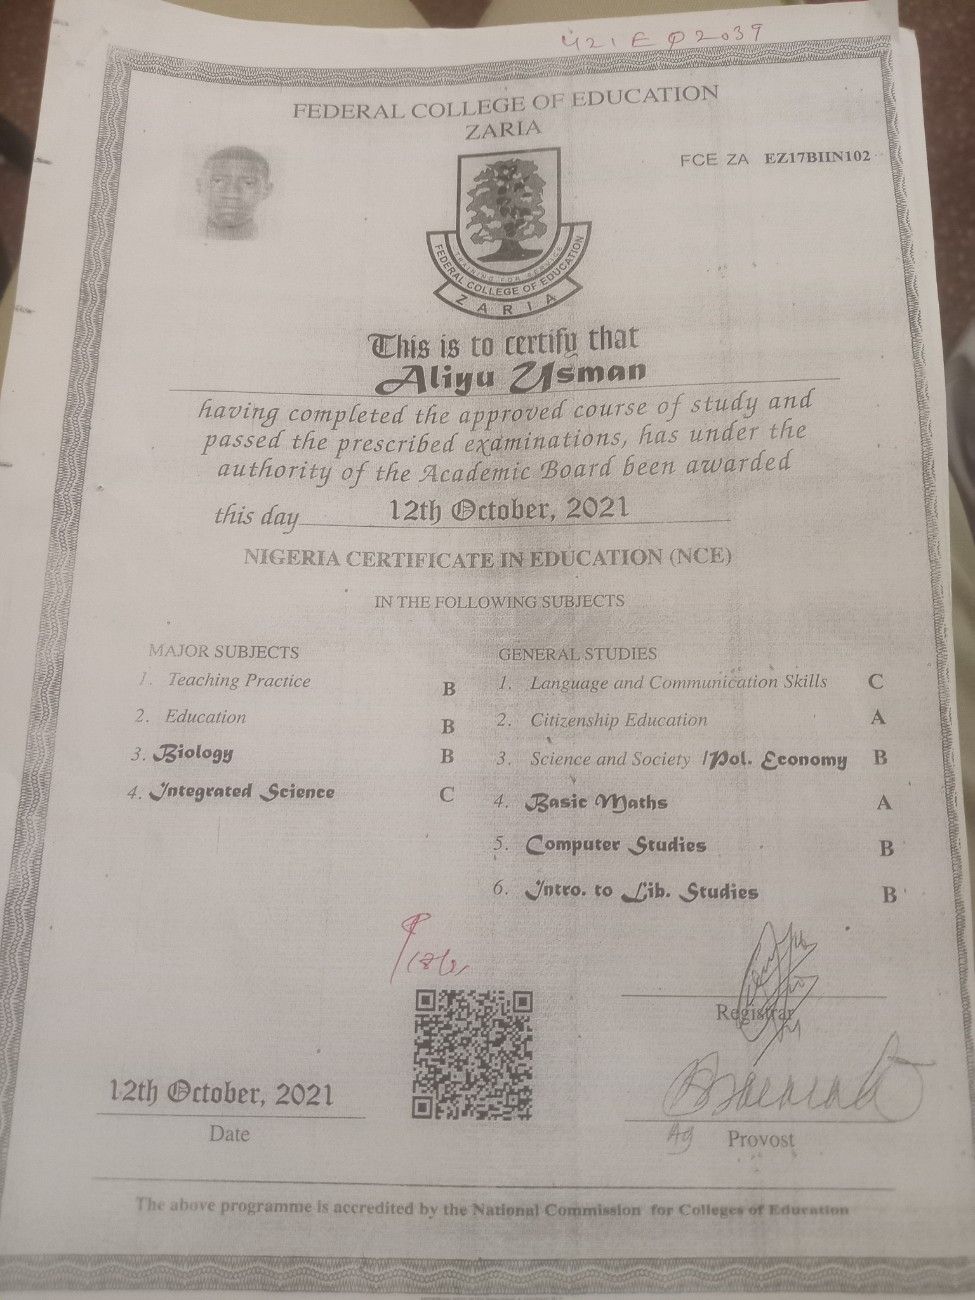 U21EQ2039
FEDERAL COLLEGE OF EDUCATION
ZARIA
FCE ZA EZ17BIIN102
TRAINING FOR SERVICE
FEDERAL COLLEGE OF EDUCATION
ZARIA
This is to certify that
Aliyu Usman
having completed the approved course of study and
passed the prescribed examinations, has under the
authority of the Academic Board been awarded
this day 12th October, 2021
NIGERIA CERTIFICATE IN EDUCATION (NCE)
IN THE FOLLOWING SUBJECTS
MAJOR SUBJECTS
1. Teaching Practice B
2. Education B
3. Biology B
4. Integrated Science C
GENERAL STUDIES
1. Language and Communication Skills C
2. Citizenship Education A
3. Science and Society /Pol. Economy B
4. Basic Maths A
5. Computer Studies B
6. Intro. to Lib. Studies B
Registrar
12th October, 2021
Date
Ag Provost
The above programme is accredited by the National Commission for Colleges of Education